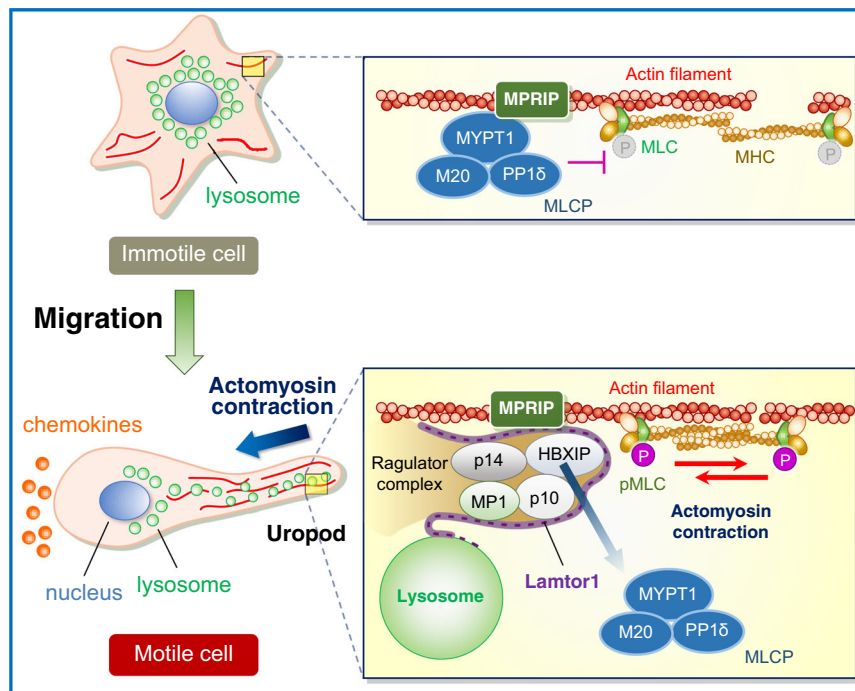 lysosome
Immotile cell
Actin filament
MPRIP
MYPT1
M20
PP1δ
MLCP
P
MLC
MHC
P
Migration
Actomyosin
contraction
chemokines
nucleus
lysosome
Uropod
Motile cell
Actin filament
MPRIP
Ragulator
complex
p14
HBXIP
MP1
p10
P
pMLC
P
Actomyosin
contraction
Lysosome
Lamtor1
MYPT1
M20
PP1δ
MLCP